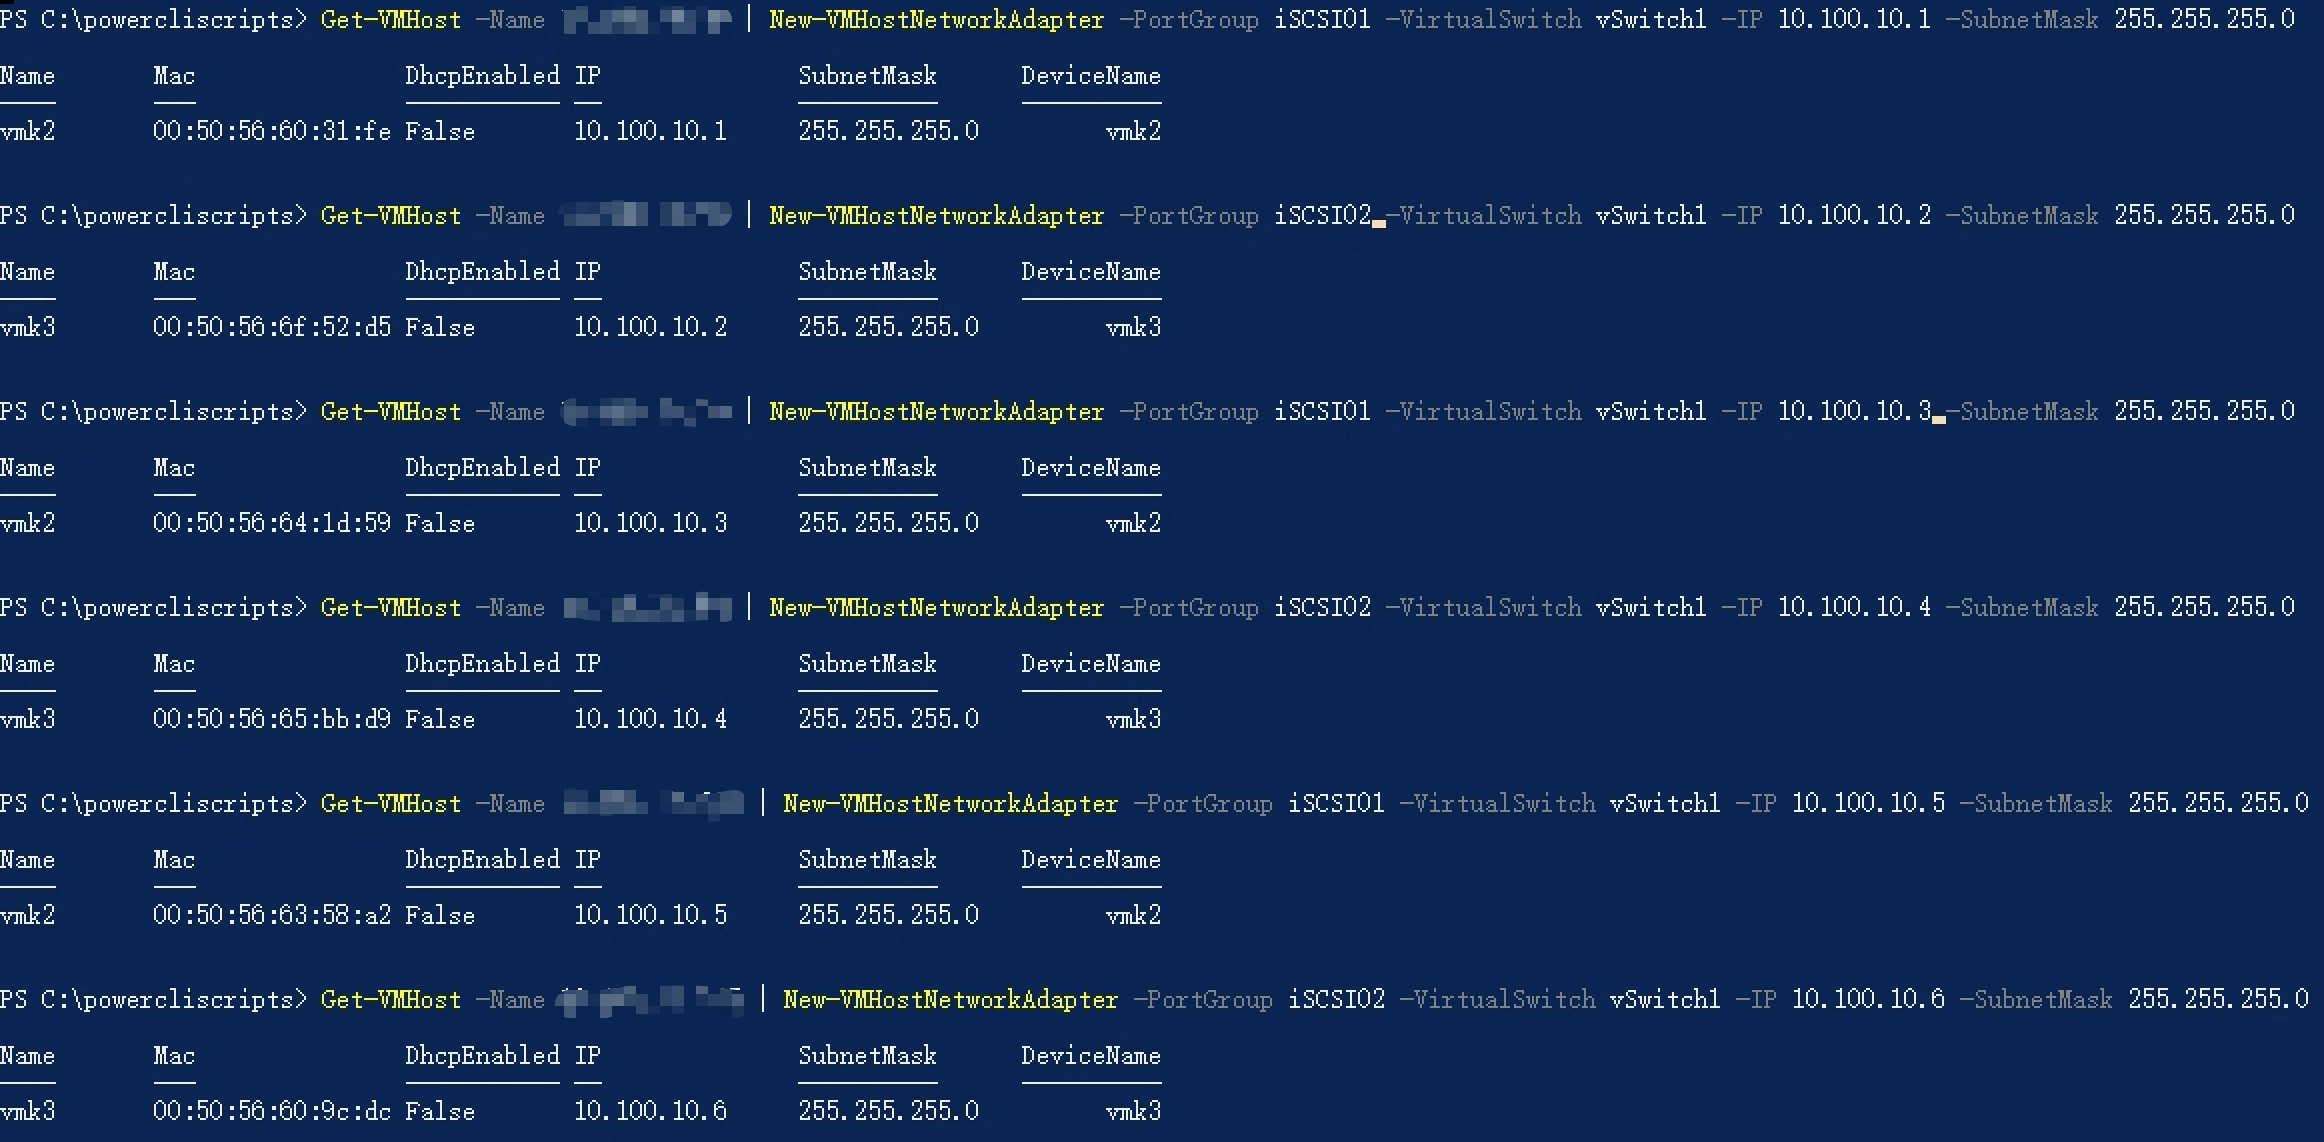 PS C:\powercliscripts> Get-VMHost -Name | New-VMHostNetworkAdapter -PortGroup iSCSI01 -VirtualSwitch vSwitch1 -IP 10.100.10.1 -SubnetMask 255.255.255.0
Name Mac DhcpEnabled IP SubnetMask DeviceName
vmk2 00:50:56:60:31:fe False 10.100.10.1 255.255.255.0 vmk2
PS C:\powercliscripts> Get-VMHost -Name | New-VMHostNetworkAdapter -PortGroup iSCSI02 -VirtualSwitch vSwitch1 -IP 10.100.10.2 -SubnetMask 255.255.255.0
Name Mac DhcpEnabled IP SubnetMask DeviceName
vmk3 00:50:56:6f:52:d5 False 10.100.10.2 255.255.255.0 vmk3
PS C:\powercliscripts> Get-VMHost -Name | New-VMHostNetworkAdapter -PortGroup iSCSI01 -VirtualSwitch vSwitch1 -IP 10.100.10.3 -SubnetMask 255.255.255.0
Name Mac DhcpEnabled IP SubnetMask DeviceName
vmk2 00:50:56:64:1d:59 False 10.100.10.3 255.255.255.0 vmk2
PS C:\powercliscripts> Get-VMHost -Name | New-VMHostNetworkAdapter -PortGroup iSCSI02 -VirtualSwitch vSwitch1 -IP 10.100.10.4 -SubnetMask 255.255.255.0
Name Mac DhcpEnabled IP SubnetMask DeviceName
vmk3 00:50:56:65:bb:d9 False 10.100.10.4 255.255.255.0 vmk3
PS C:\powercliscripts> Get-VMHost -Name | New-VMHostNetworkAdapter -PortGroup iSCSI01 -VirtualSwitch vSwitch1 -IP 10.100.10.5 -SubnetMask 255.255.255.0
Name Mac DhcpEnabled IP SubnetMask DeviceName
vmk2 00:50:56:63:58:a2 False 10.100.10.5 255.255.255.0 vmk2
PS C:\powercliscripts> Get-VMHost -Name | New-VMHostNetworkAdapter -PortGroup iSCSI02 -VirtualSwitch vSwitch1 -IP 10.100.10.6 -SubnetMask 255.255.255.0
Name Mac DhcpEnabled IP SubnetMask DeviceName
vmk3 00:50:56:60:9c:dc False 10.100.10.6 255.255.255.0 vmk3